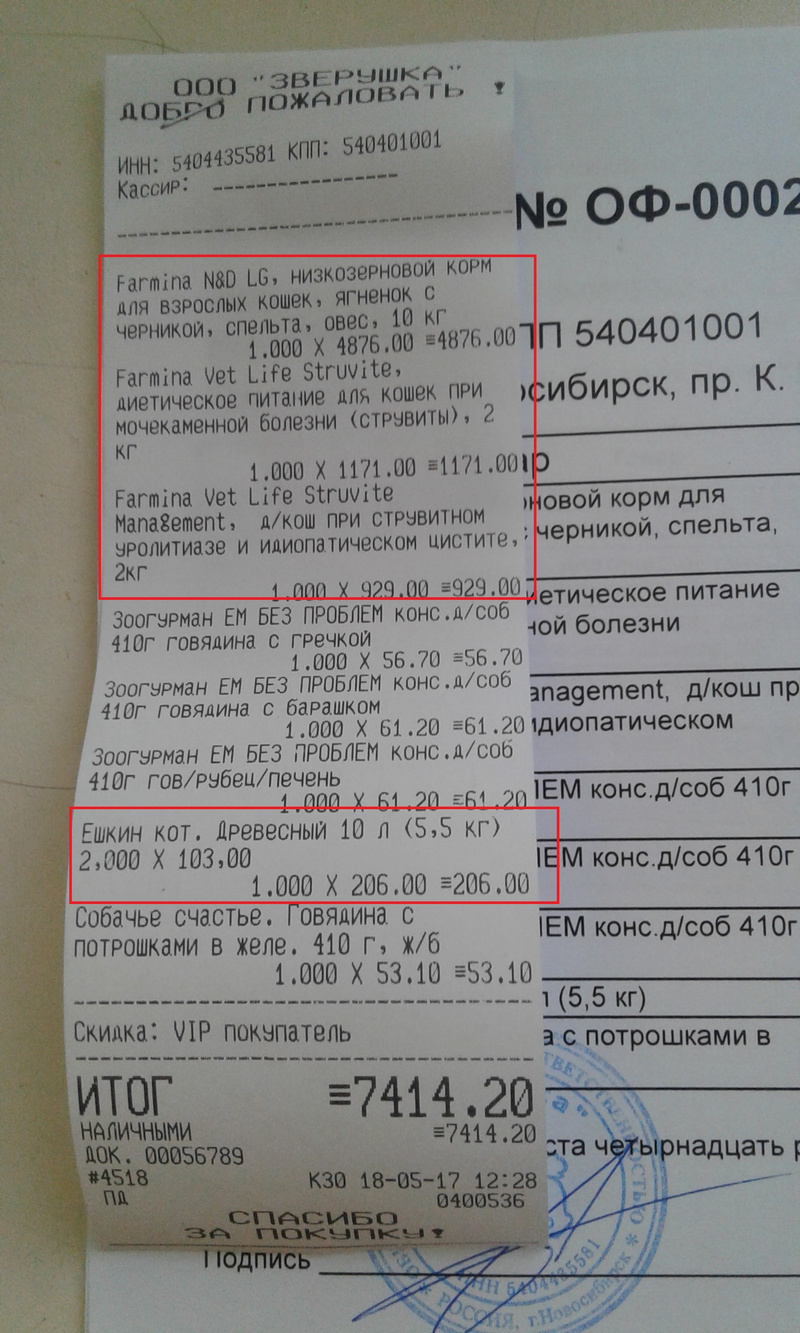 ООО "ЗВЕРУШКА"
ДОБРО ПОЖАЛОВАТЬ !
ИНН: 5404435581 КПП: 540401001
Кассир: -----------------
Farmina N&D LG, низкозерновой корм
для взрослых кошек, ягненок с
черникой, спельта, овес, 10 кг
1.000 X 4876.00 ≡4876.00
Farmina Vet Life Struvite,
диетическое питание для кошек при
мочекаменной болезни (струвиты), 2
кг
1.000 X 1171.00 ≡1171.00
Farmina Vet Life Struvite
Management, д/кош при струвитном
уролитиазе и идиопатическом цистите,
2кг
1.000 X 929.00 ≡929.00
Зоогурман ЕМ БЕЗ ПРОБЛЕМ конс.д/соб
410г говядина с гречкой
1.000 X 56.70 ≡56.70
Зоогурман ЕМ БЕЗ ПРОБЛЕМ конс.д/соб
410г говядина с барашком
1.000 X 61.20 ≡61.20
Зоогурман ЕМ БЕЗ ПРОБЛЕМ конс.д/соб
410г гов/рубец/печень
1.000 X 61.20 ≡61.20
Ешкин кот. Древесный 10 л (5,5 кг)
2,000 X 103,00
1.000 X 206.00 ≡206.00
Собачье счастье. Говядина с
потрошками в желе. 410 г, ж/б
1.000 X 53.10 ≡53.10
Скидка: VIP покупатель
ИТОГ ≡7414.20
НАЛИЧНЫМИ ≡7414.20
ДОК. 00056789
#4518 К30 18-05-17 12:28
ПД 0400536
СПАСИБО
ЗА ПОКУПКУ!
№ ОФ-0002
ПП 540401001
осибирск, пр. К.
ар
рновой корм для
с черникой, спельта,
иетическое питание
ной болезни
anagement, д/кош пр
идиопатическом
ЛЕМ конс.д/соб 410г
ЛЕМ конс.д/соб 410г
ЛЕМ конс.д/соб 410г
л (5,5 кг)
а с потрошками в
ста четырнадцать р
Подпись
ИНН 5404435581
РОССИЯ, г.Новосибирск